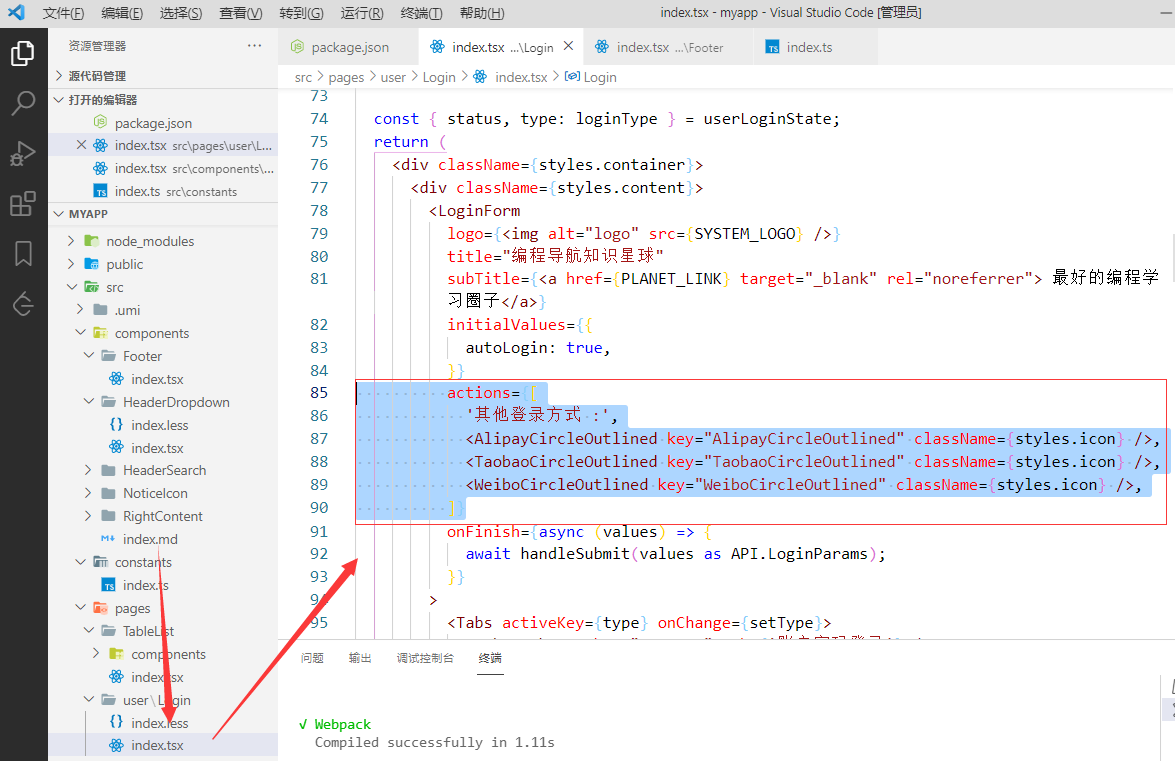 文件(F) 编辑(E) 选择(S) 查看(V) 转到(G) 运行(R) 终端(T) 帮助(H) index.tsx - myapp - Visual Studio Code [管理员]
资源管理器 ···
源代码管理
打开的编辑器
package.json
index.tsx src\pages\user\L...
index.tsx src\components\...
index.ts src\constants
MYAPP
node_modules
public
src
.umi
components
Footer
index.tsx
HeaderDropdown
index.less
index.tsx
HeaderSearch
NoticeIcon
RightContent
index.md
constants
index.ts
pages
TableList
components
index.tsx
user\Login
index.less
index.tsx
package.json index.tsx ...\Login index.tsx ...\Footer index.ts
src > pages > user > Login > index.tsx > Login
73
74 const { status, type: loginType } = userLoginState;
75 return (
76 <div className={styles.container}>
77 <div className={styles.content}>
78 <LoginForm
79 logo={<img alt="logo" src={SYSTEM_LOGO} />}
80 title="编程导航知识星球"
81 subTitle={<a href={PLANET_LINK} target="_blank" rel="noreferrer"> 最好的编程学
习圈子</a>}
82 initialValues={{
83 autoLogin: true,
84 }}
85 actions={[
86 '其他登录方式 :',
87 <AlipayCircleOutlined key="AlipayCircleOutlined" className={styles.icon} />,
88 <TaobaoCircleOutlined key="TaobaoCircleOutlined" className={styles.icon} />,
89 <WeiboCircleOutlined key="WeiboCircleOutlined" className={styles.icon} />,
90 ]}
91 onFinish={async (values) => {
92 await handleSubmit(values as API.LoginParams);
93 }}
94 >
95 <Tabs activeKey={type} onChange={setType}>
问题 输出 调试控制台 终端
√ Webpack
Compiled successfully in 1.11s